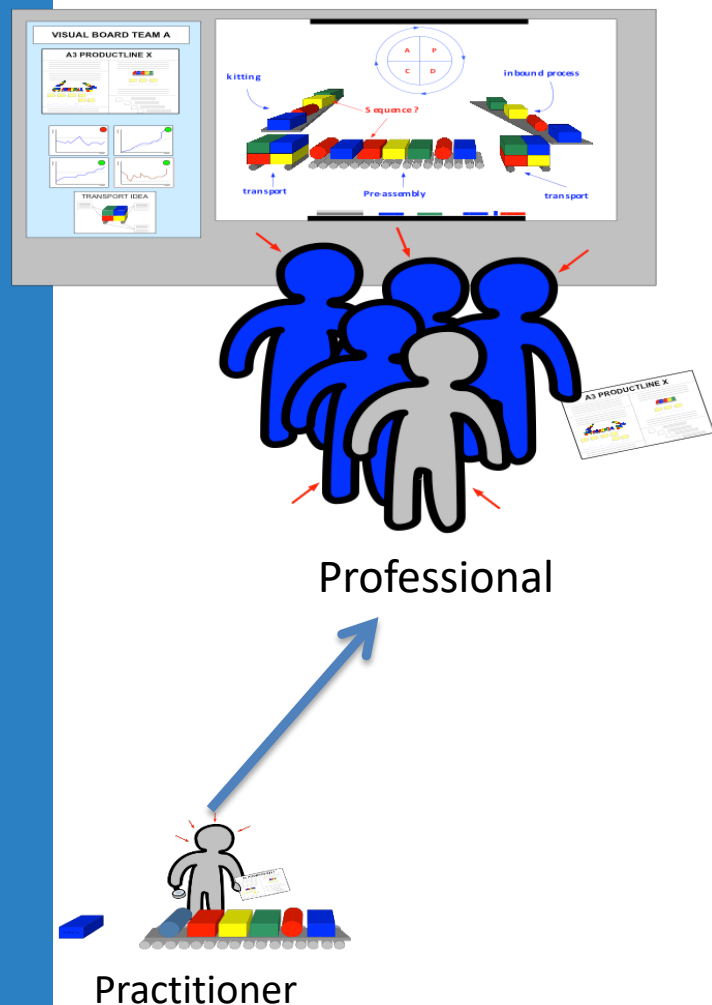 VISUAL BOARD TEAM A
A3 PRODUCTLINE X
TRANSPORT IDEA
A P
C D
kitting
inbound process
Sequence ?
transport
Pre-assembly
transport
A3 PRODUCTLINE X
Professional
Practitioner